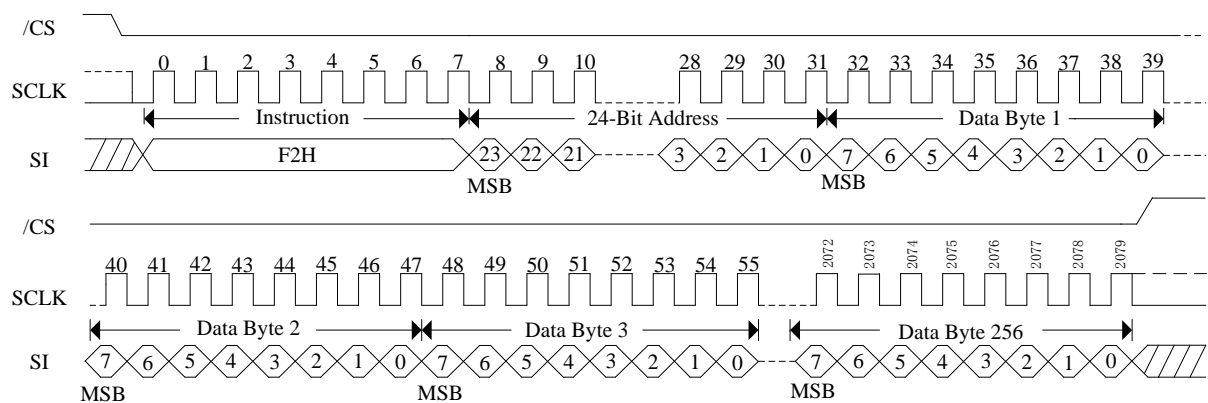 /CS
0 1 2 3 4 5 6 7 8 9 10 28 29 30 31 32 33 34 35 36 37 38 39
SCLK
Instruction 24-Bit Address Data Byte 1
SI F2H 23 22 21 3 2 1 0 7 6 5 4 3 2 1 0
MSB MSB
/CS
40 41 42 43 44 45 46 47 48 49 50 51 52 53 54 55 2072 2073 2074 2075 2076 2077 2078 2079
SCLK
Data Byte 2 Data Byte 3 Data Byte 256
SI 7 6 5 4 3 2 1 0 7 6 5 4 3 2 1 0 7 6 5 4 3 2 1 0
MSB MSB MSB